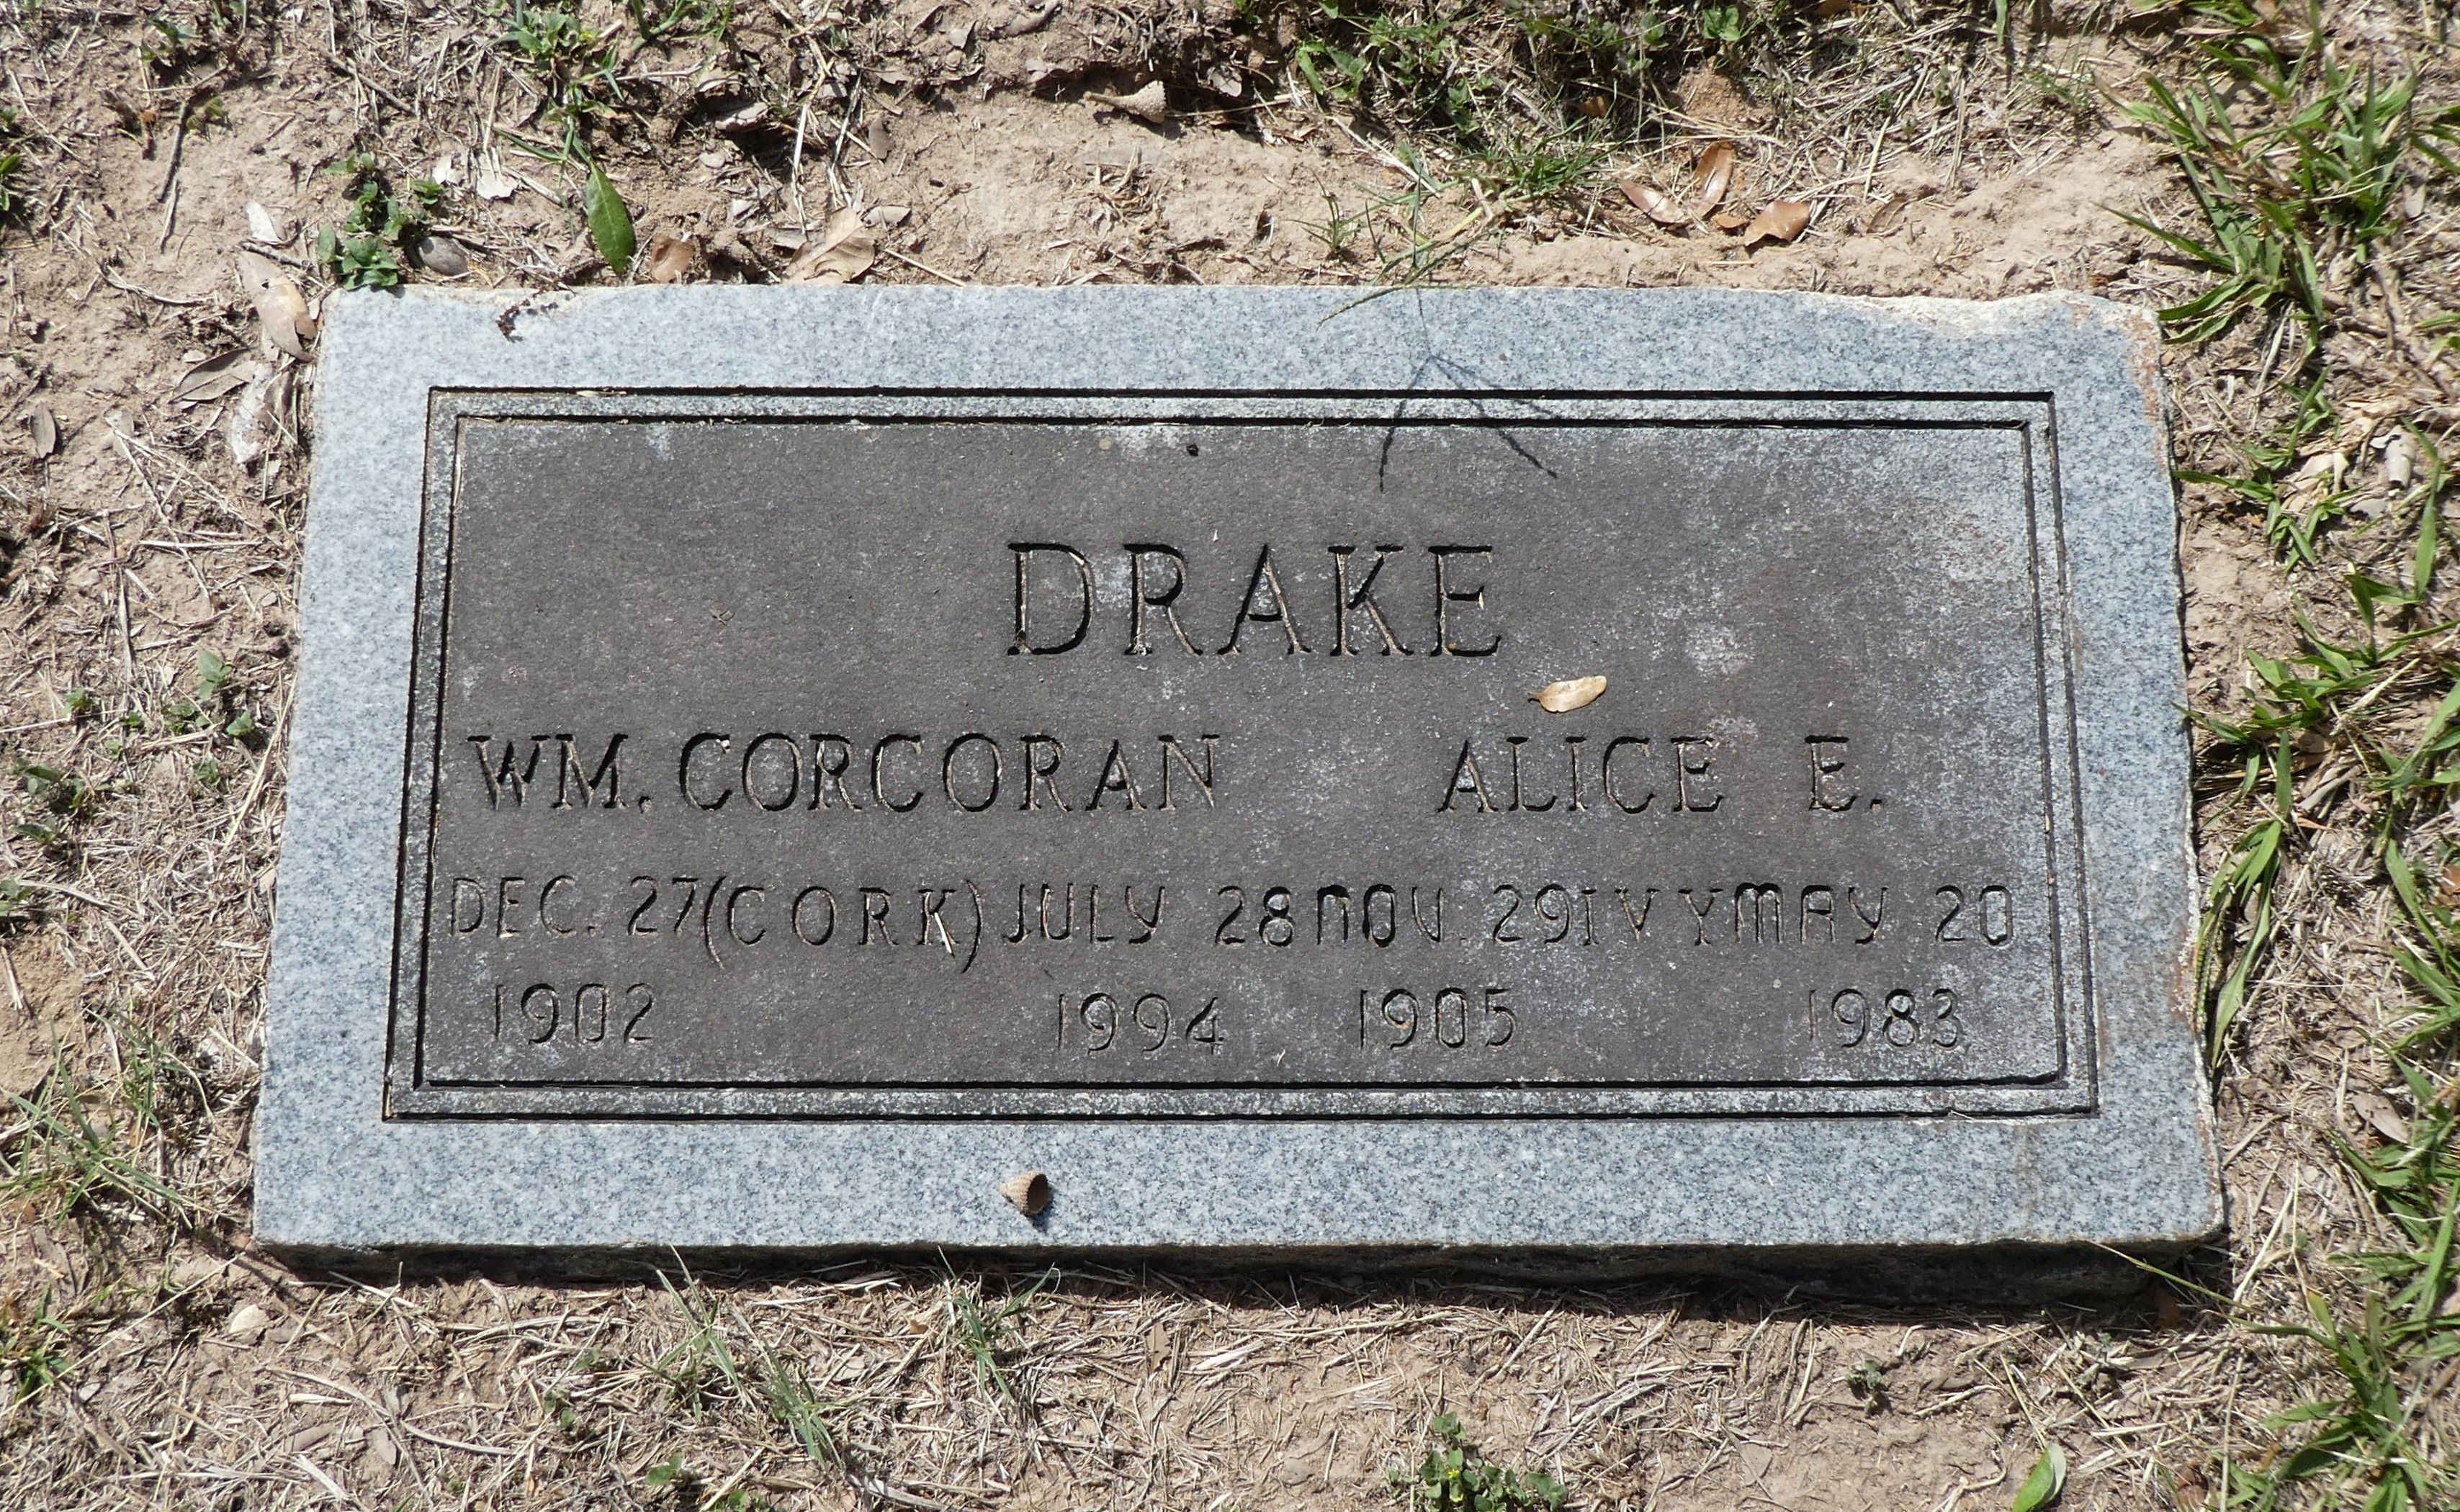 DRAKE
WM. CORCORAN ALICE E.
DEC. 27 (CORK) JULY 28 NOV. 29 IVY MAY 20
1902 1994 1905 1983